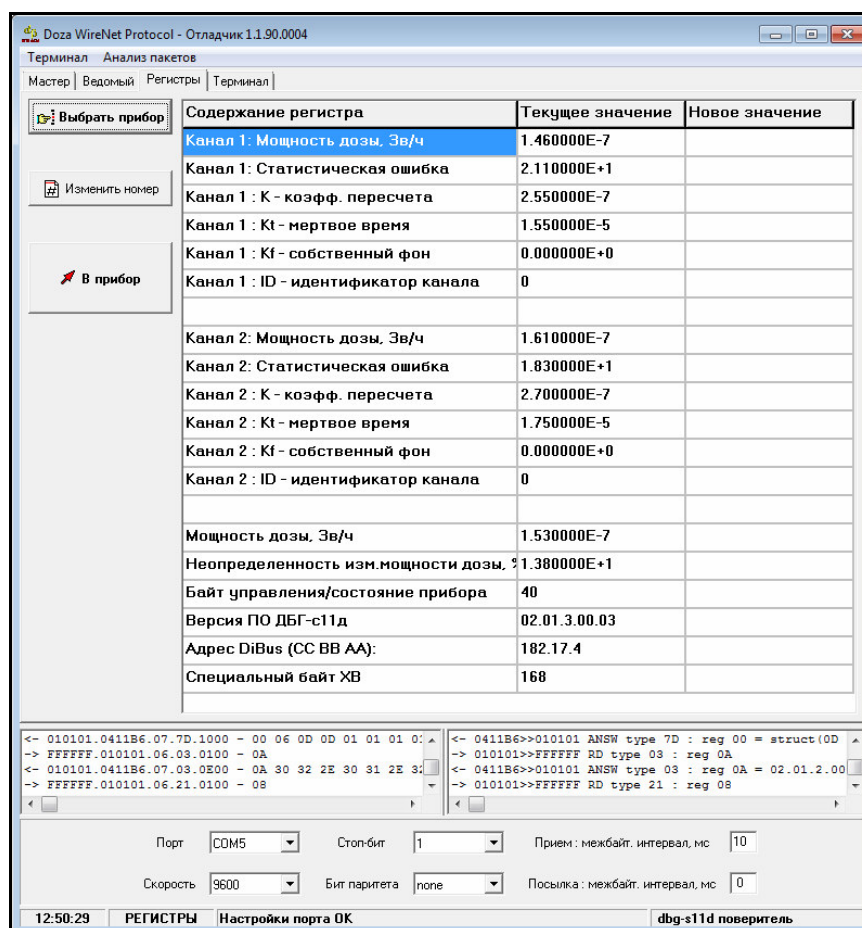 Doza WireNet Protocol - Отладчик 1.1.90.0004
Терминал Анализ пакетов
Мастер Ведомый Регистры Терминал
Выбрать прибор
Изменить номер
В прибор
Содержание регистра Текущее значение Новое значение
Канал 1: Мощность дозы, Зв/ч 1.460000E-7
Канал 1: Статистическая ошибка 2.110000E+1
Канал 1 : K - коэфф. пересчета 2.550000E-7
Канал 1 : Kt - мертвое время 1.550000E-5
Канал 1 : Kf - собственный фон 0.000000E+0
Канал 1 : ID - идентификатор канала 0
Канал 2: Мощность дозы, Зв/ч 1.610000E-7
Канал 2: Статистическая ошибка 1.830000E+1
Канал 2 : K - коэфф. пересчета 2.700000E-7
Канал 2 : Kt - мертвое время 1.750000E-5
Канал 2 : Kf - собственный фон 0.000000E+0
Канал 2 : ID - идентификатор канала 0
Мощность дозы, Зв/ч 1.530000E-7
Неопределенность изм.мощности дозы, 1.380000E+1
Байт управления/состояние прибора 40
Версия ПО ДБГ-с11д 02.01.3.00.03
Адрес DiBus (CC BB AA): 182.17.4
Специальный байт XB 168
<- 010101.0411B6.07.7D.1000 - 00 06 0D 0D 01 01 01
-> FFFFFF.010101.06.03.0100 - 0A
<- 010101.0411B6.07.03.0E00 - 0A 30 32 2E 30 31 2E
-> FFFFFF.010101.06.21.0100 - 08
<- 0411B6>>010101 ANSW type 7D : reg 00 = struct(0D
-> 010101>>FFFFFF RD type 03 : reg 0A
<- 0411B6>>010101 ANSW type 03 : reg 0A = 02.01.2.00
-> 010101>>FFFFFF RD type 21 : reg 08
Порт COM5 Стоп-бит 1 Прием : межбайт. интервал, мс 10
Скорость 9600 Бит паритета none Посылка : межбайт. интервал, мс 0
12:50:29 РЕГИСТРЫ Настройки порта OK dbg-s11d поверитель